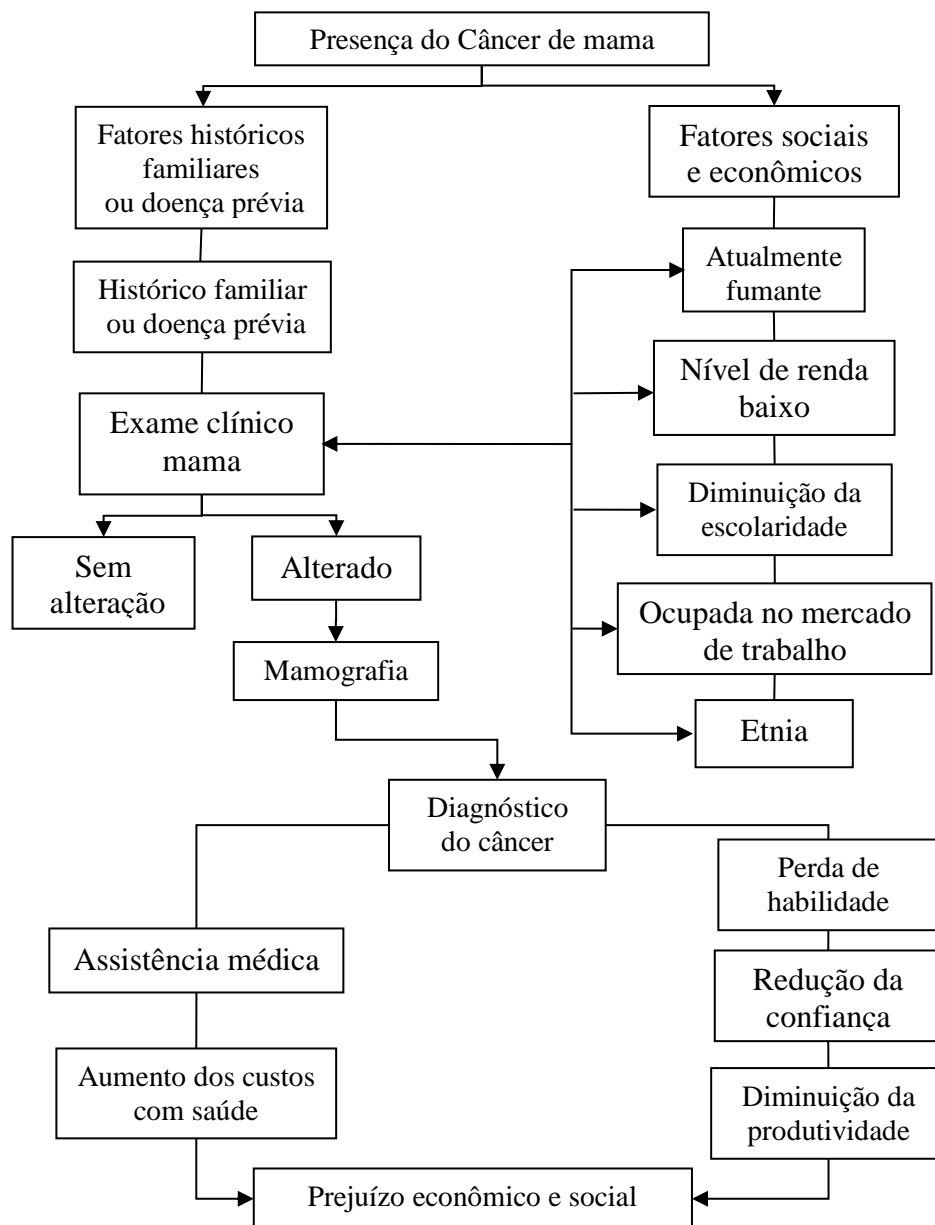 Presença do Câncer de mama
Fatores históricos
familiares
ou doença prévia
Fatores sociais
e econômicos
Histórico familiar
ou doença prévia
Atualmente
fumante
Nível de renda
baixo
Exame clínico
mama
Diminuição da
escolaridade
Sem
alteração
Alterado
Ocupada no mercado
de trabalho
Mamografia
Etnia
Diagnóstico
do câncer
Perda de
habilidade
Assistência médica
Redução da
confiança
Aumento dos custos
com saúde
Diminuição da
produtividade
Prejuízo econômico e social